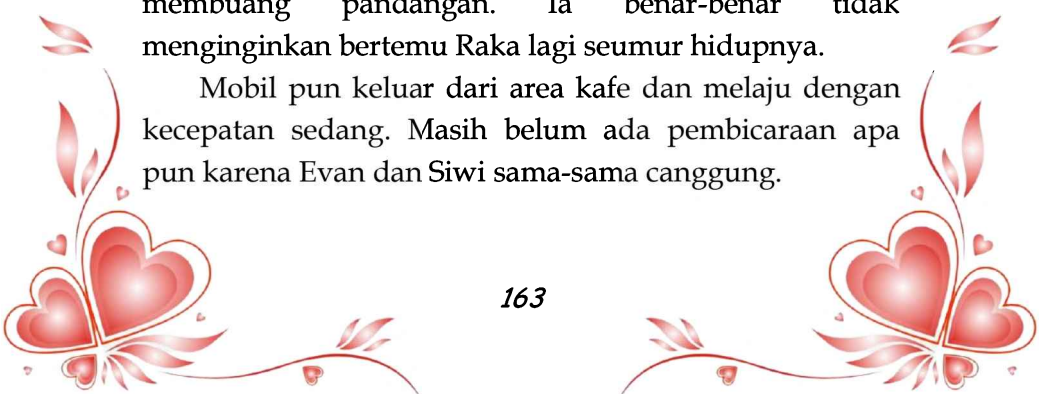 membuang pandangan. Ia benar-benar tidak
menginginkan bertemu Raka lagi seumur hidupnya.
Mobil pun keluar dari area kafe dan melaju dengan
kecepatan sedang. Masih belum ada pembicaraan apa
pun karena Evan dan Siwi sama-sama canggung.
163